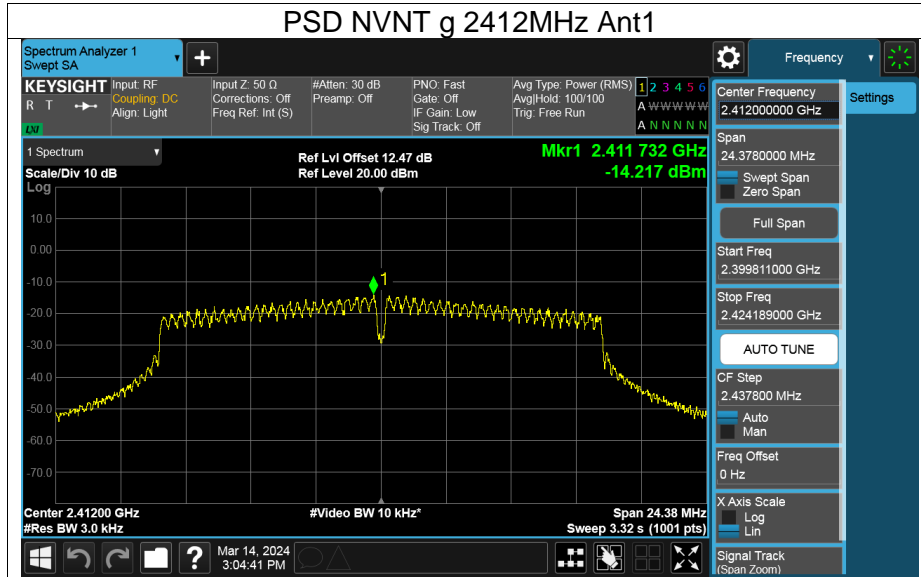 PSD NVNT g 2412MHz Ant1
Spectrum Analyzer 1
Swept SA
+
Frequency
KEYSIGHT
R T
LXI
Input: RF
Coupling: DC
Align: Light
Input Z: 50 Ω
Corrections: Off
Freq Ref: Int (S)
#Atten: 30 dB
Preamp: Off
PNO: Fast
Gate: Off
IF Gain: Low
Sig Track: Off
Avg Type: Power (RMS)
Avg|Hold: 100/100
Trig: Free Run
1 2 3 4 5 6
A W W W W W
A N N N N N
1 Spectrum
Scale/Div 10 dB
Log
Ref Lvl Offset 12.47 dB
Ref Level 20.00 dBm
Mkr1 2.411 732 GHz
-14.217 dBm
10.0
0.00
-10.0
-20.0
-30.0
-40.0
-50.0
-60.0
-70.0
1
Center 2.41200 GHz
#Res BW 3.0 kHz
#Video BW 10 kHz*
Span 24.38 MHz
Sweep 3.32 s (1001 pts)
Center Frequency
2.412000000 GHz
Settings
Span
24.3780000 MHz
Swept Span
Zero Span
Full Span
Start Freq
2.399811000 GHz
Stop Freq
2.424189000 GHz
AUTO TUNE
CF Step
2.437800 MHz
Auto
Man
Freq Offset
0 Hz
X Axis Scale
Log
Lin
Signal Track
(Span Zoom)
?
Mar 14, 2024
3:04:41 PM